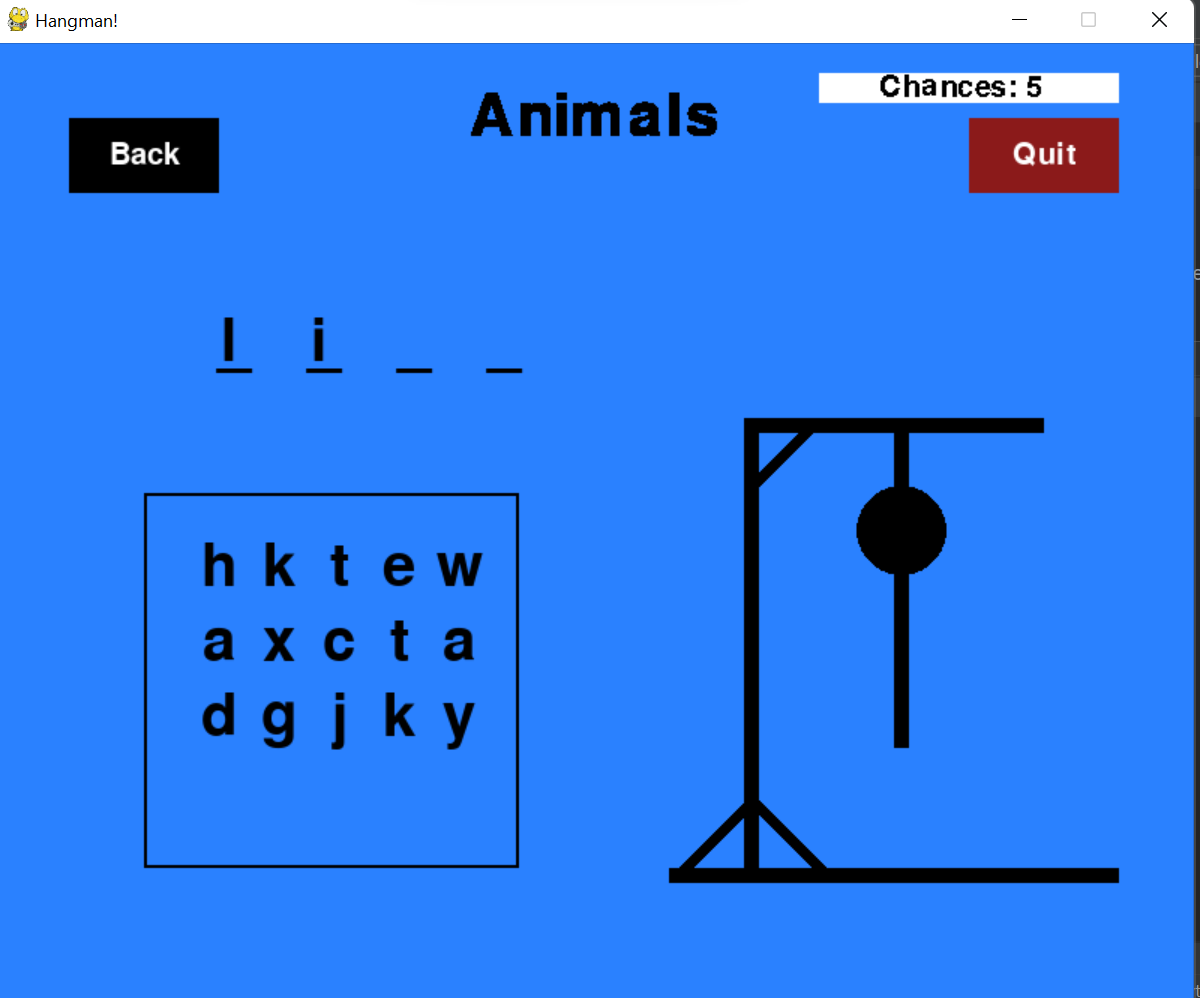 Hangman!
Chances: 5
Animals
Back
Quit
l i _ _
h k t e w
a x c t a
d g j k y